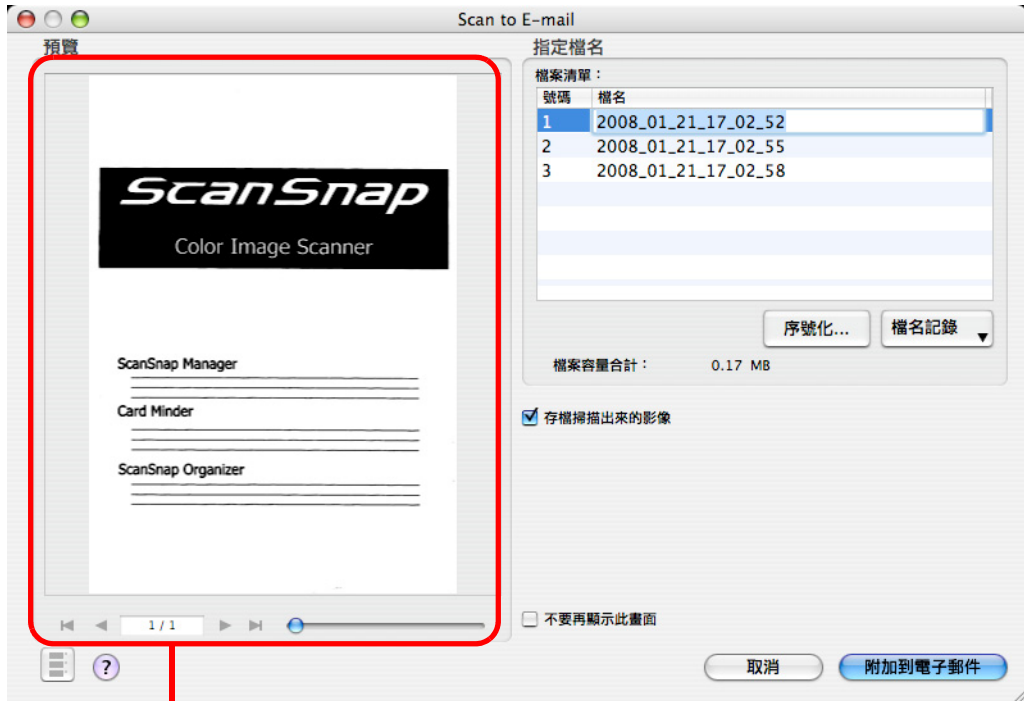 Scan to E-mail
預覽
ScanSnap
Color Image Scanner
ScanSnap Manager
Card Minder
ScanSnap Organizer
1 / 1
?
指定檔名
檔案清單：
號碼 檔名
1 2008_01_21_17_02_52
2 2008_01_21_17_02_55
3 2008_01_21_17_02_58
序號化...
檔名記錄
檔案容量合計： 0.17 MB
存檔掃描出來的影像
不要再顯示此畫面
取消
附加到電子郵件